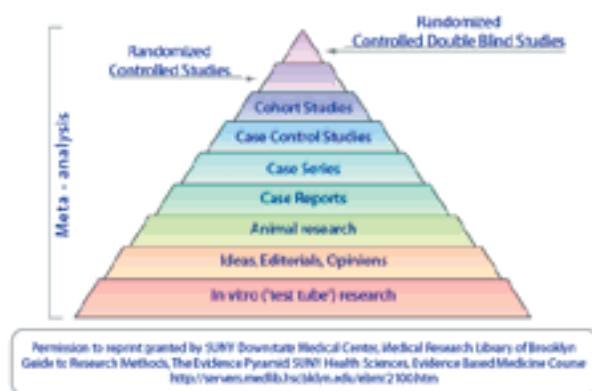 Randomized
Controlled Double Blind Studies
Randomized
Controlled Studies
Cohort Studies
Case Control Studies
Case Series
Case Reports
Animal research
Ideas, Editorials, Opinions
In vitro ('test tube') research
Meta - analysis
Permission to reprint granted by SUNY Downstate Medical Center, Medical Research Library of Brooklyn
Guide to Research Methods, The Evidence Pyramid SUNY Health Sciences, Evidence Based Medicine Course